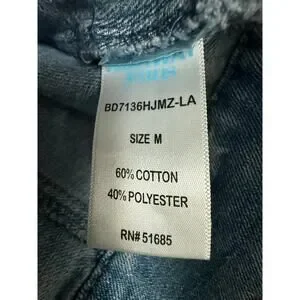 BD7136HJMZ-LA
SIZE M
60% COTTON
40% POLYESTER
RN# 51685